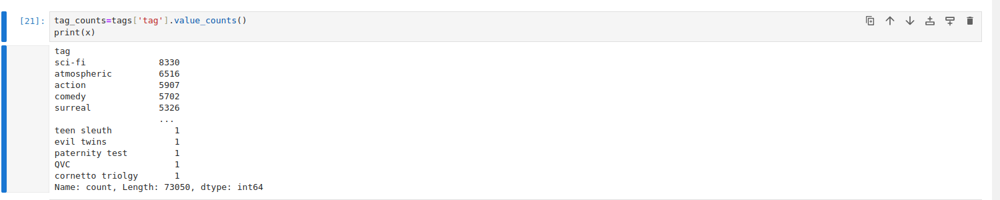 [21]: tag_counts=tags['tag'].value_counts()
print(x)
tag
sci-fi 8330
atmospheric 6516
action 5907
comedy 5702
surreal 5326
...
teen sleuth 1
evil twins 1
paternity test 1
QVC 1
cornetto triolgy 1
Name: count, Length: 73050, dtype: int64